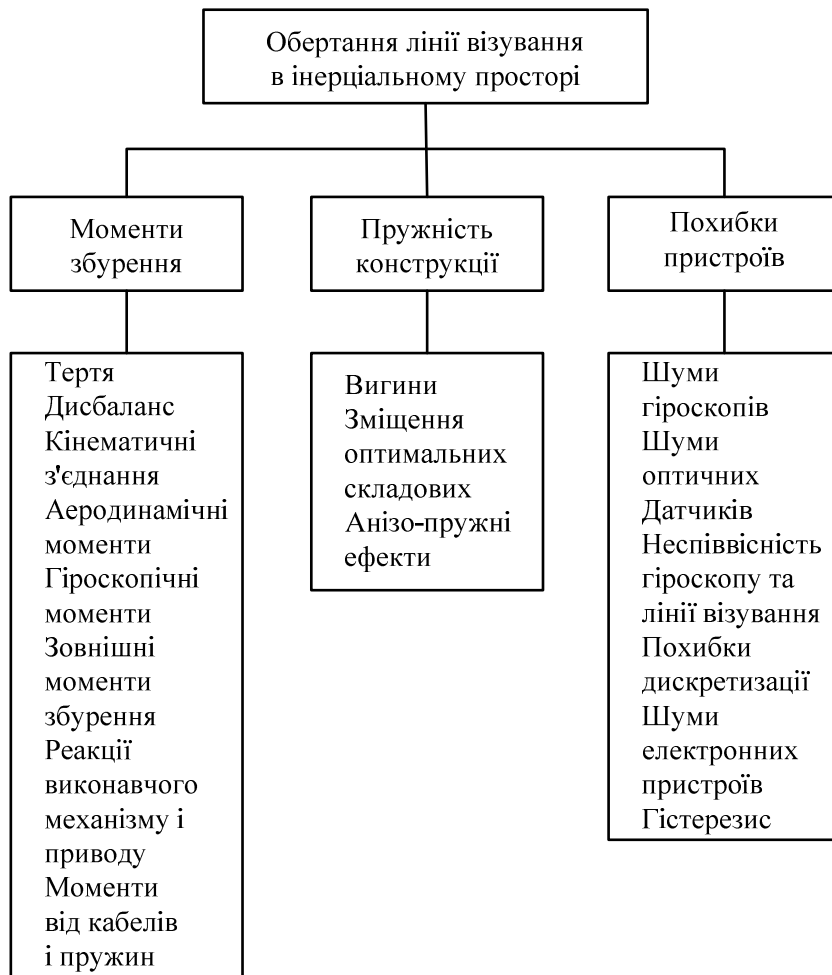 Обертання лінії візування
в інерціальному просторі
Моменти
збурення
Пружність
конструкції
Похибки
пристроїв
Тертя
Дисбаланс
Кінематичні
з'єднання
Аеродинамічні
моменти
Гіроскопічні
моменти
Зовнішні
моменти
збурення
Реакції
виконавчого
механізму і
приводу
Моменти
від кабелів
і пружин
Вигини
Зміщення
оптимальних
складових
Анізо-пружні
ефекти
Шуми
гіроскопів
Шуми
оптичних
Датчиків
Неспіввісність
гіроскопу та
лінії візування
Похибки
дискретизації
Шуми
електронних
пристроїв
Гістерезис